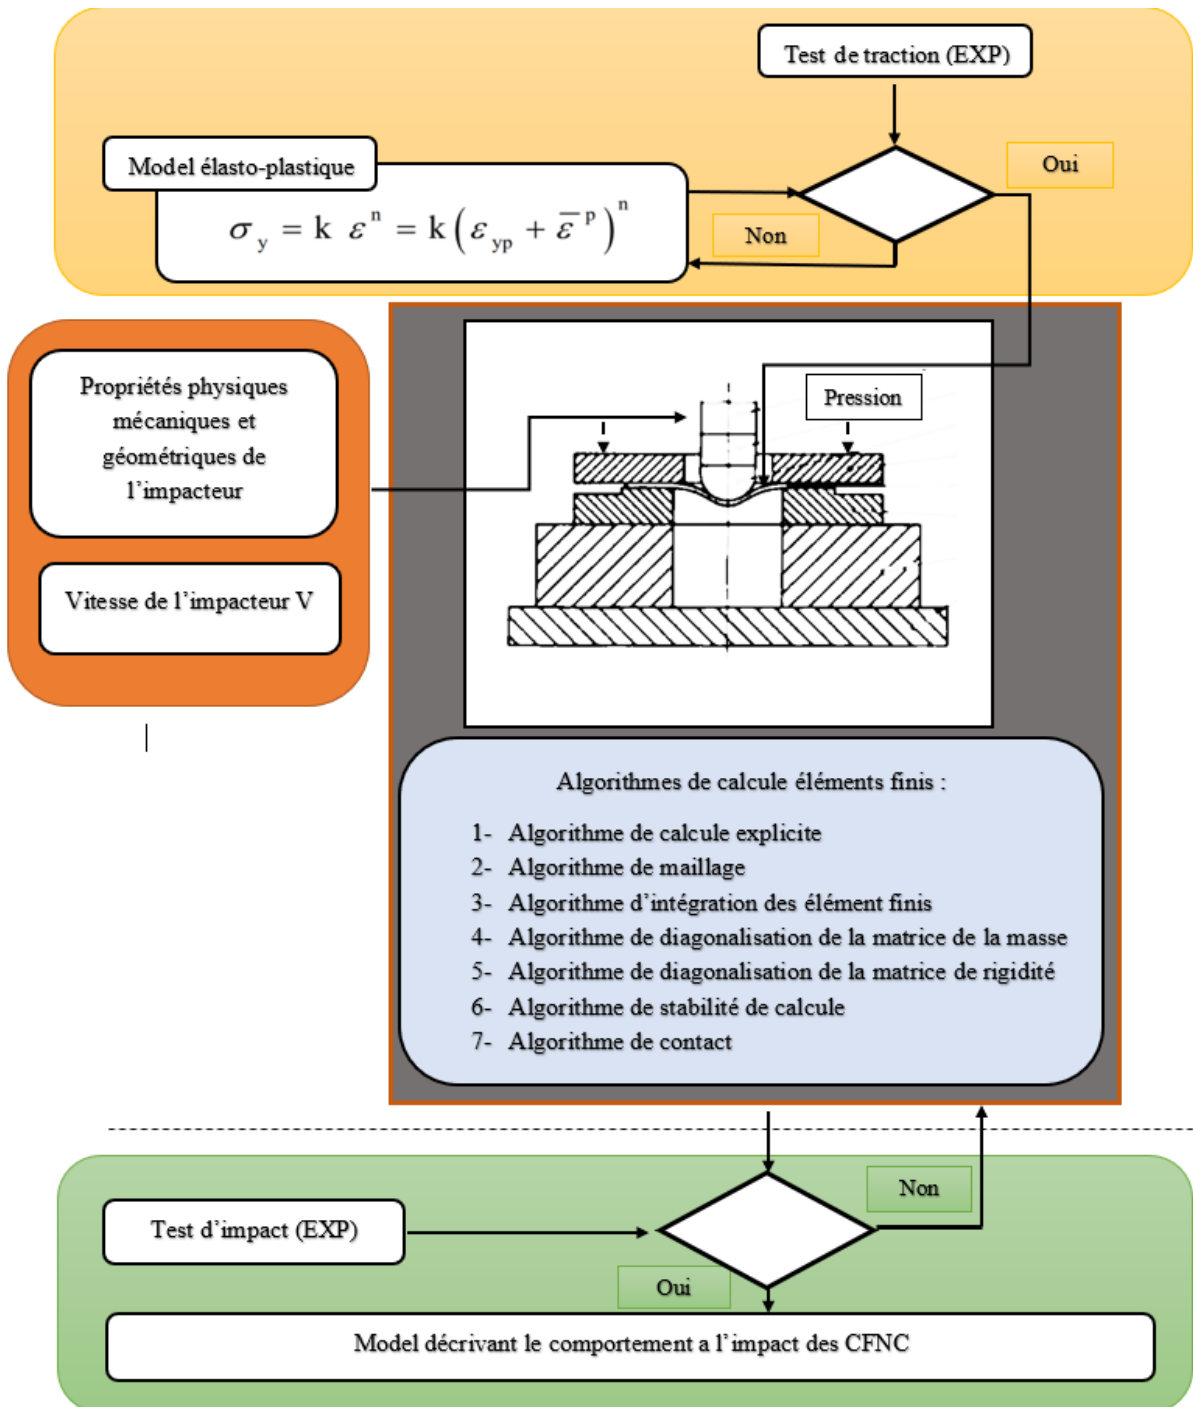 Test de traction (EXP)
Model élasto-plastique
Oui
σ_y = k ε^n = k(ε_yp + ε̅^p)^n
Non
Propriétés physiques
mécaniques et
géométriques de
l’impacteur
Pression
Vitesse de l’impacteur V
Algorithmes de calcule éléments finis :
1- Algorithme de calcule explicite
2- Algorithme de maillage
3- Algorithme d’intégration des élément finis
4- Algorithme de diagonalisation de la matrice de la masse
5- Algorithme de diagonalisation de la matrice de rigidité
6- Algorithme de stabilité de calcule
7- Algorithme de contact
Non
Test d’impact (EXP)
Oui
Model décrivant le comportement a l’impact des CFNC